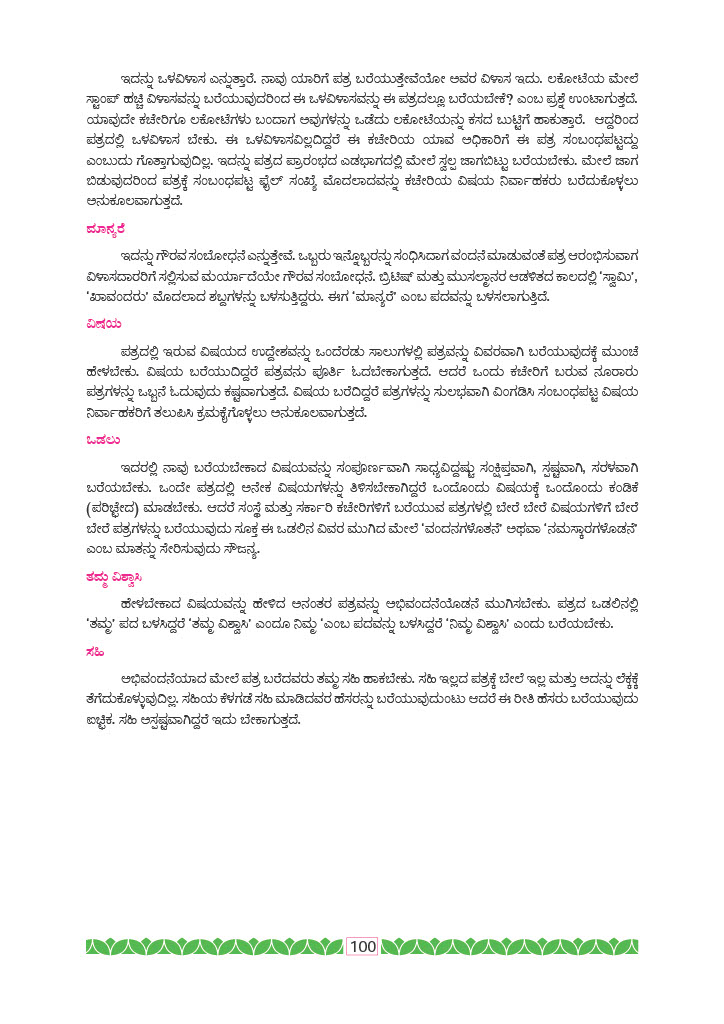 ಇದನ್ನು ಒಳವಿಳಾಸ ಎನ್ನುತ್ತಾರೆ. ನಾವು ಯಾರಿಗೆ ಪತ್ರ ಬರೆಯುತ್ತೇವೆಯೋ ಅವರ ವಿಳಾಸ ಇದು. ಲಕೋಟೆಯ ಮೇಲೆ
ಸ್ಟಾಂಪ್ ಹಚ್ಚಿ ವಿಳಾಸವನ್ನು ಬರೆಯುವುದರಿಂದ ಈ ಒಳವಿಳಾಸವನ್ನು ಈ ಪತ್ರದಲ್ಲೂ ಬರೆಯಬೇಕೆ? ಎಂಬ ಪ್ರಶ್ನೆ ಉಂಟಾಗುತ್ತದೆ.
ಯಾವುದೇ ಕಚೇರಿಗೂ ಲಕೋಟೆಗಳು ಬಂದಾಗ ಅವುಗಳನ್ನು ಒಡೆದು ಲಕೋಟೆಯನ್ನು ಕಸದ ಬುಟ್ಟಿಗೆ ಹಾಕುತ್ತಾರೆ. ಆದ್ದರಿಂದ
ಪತ್ರದಲ್ಲಿ ಒಳವಿಳಾಸ ಬೇಕು. ಈ ಒಳವಿಳಾಸವಿಲ್ಲದಿದ್ದರೆ ಈ ಕಚೇರಿಯ ಯಾವ ಅಧಿಕಾರಿಗೆ ಈ ಪತ್ರ ಸಂಬಂಧಪಟ್ಟದ್ದು
ಎಂಬುದು ಗೊತ್ತಾಗುವುದಿಲ್ಲ. ಇದನ್ನು ಪತ್ರದ ಪ್ರಾರಂಭದ ಎಡಭಾಗದಲ್ಲಿ ಮೇಲೆ ಸ್ವಲ್ಪ ಜಾಗಬಿಟ್ಟು ಬರೆಯಬೇಕು. ಮೇಲೆ ಜಾಗ
ಬಿಡುವುದರಿಂದ ಪತ್ರಕ್ಕೆ ಸಂಬಂಧಪಟ್ಟ ಫೈಲ್ ಸಂಖ್ಯೆ ಮೊದಲಾದವನ್ನು ಕಚೇರಿಯ ವಿಷಯ ನಿರ್ವಾಹಕರು ಬರೆದುಕೊಳ್ಳಲು
ಅನುಕೂಲವಾಗುತ್ತದೆ.
ಮಾನ್ಯರೆ
ಇದನ್ನು ಗೌರವ ಸಂಬೋಧನೆ ಎನ್ನುತ್ತೇವೆ. ಒಬ್ಬರು ಇನ್ನೊಬ್ಬರನ್ನು ಸಂಧಿಸಿದಾಗ ವಂದನೆ ಮಾಡುವಂತೆ ಪತ್ರ ಆರಂಭಿಸುವಾಗ
ವಿಳಾಸದಾರರಿಗೆ ಸಲ್ಲಿಸುವ ಮರ್ಯಾದೆಯೇ ಗೌರವ ಸಂಬೋಧನೆ. ಬ್ರಿಟಿಷ್ ಮತ್ತು ಮುಸಲ್ಮಾನರ ಆಡಳಿತದ ಕಾಲದಲ್ಲಿ ‘ಸ್ವಾಮಿ’,
‘ಖಾವಂದರು’ ಮೊದಲಾದ ಶಬ್ದಗಳನ್ನು ಬಳಸುತ್ತಿದ್ದರು. ಈಗ ‘ಮಾನ್ಯರೆ’ ಎಂಬ ಪದವನ್ನು ಬಳಸಲಾಗುತ್ತಿದೆ.
ವಿಷಯ
ಪತ್ರದಲ್ಲಿ ಇರುವ ವಿಷಯದ ಉದ್ದೇಶವನ್ನು ಒಂದೆರಡು ಸಾಲುಗಳಲ್ಲಿ ಪತ್ರವನ್ನು ವಿವರವಾಗಿ ಬರೆಯುವುದಕ್ಕೆ ಮುಂಚೆ
ಹೇಳಬೇಕು. ವಿಷಯ ಬರೆಯುದಿದ್ದರೆ ಪತ್ರವನು ಪೂರ್ತಿ ಓದಬೇಕಾಗುತ್ತದೆ. ಆದರೆ ಒಂದು ಕಚೇರಿಗೆ ಬರುವ ನೂರಾರು
ಪತ್ರಗಳನ್ನು ಒಬ್ಬನೆ ಓದುವುದು ಕಷ್ಟವಾಗುತ್ತದೆ. ವಿಷಯ ಬರೆದಿದ್ದರೆ ಪತ್ರಗಳನ್ನು ಸುಲಭವಾಗಿ ವಿಂಗಡಿಸಿ ಸಂಬಂಧಪಟ್ಟ ವಿಷಯ
ನಿರ್ವಾಹಕರಿಗೆ ತಲುಪಿಸಿ ಕ್ರಮಕೈಗೊಳ್ಳಲು ಅನುಕೂಲವಾಗುತ್ತದೆ.
ಒಡಲು
ಇದರಲ್ಲಿ ನಾವು ಬರೆಯಬೇಕಾದ ವಿಷಯವನ್ನು ಸಂಪೂರ್ಣವಾಗಿ ಸಾಧ್ಯವಿದ್ದಷ್ಟು ಸಂಕ್ಷಿಪ್ತವಾಗಿ, ಸ್ಪಷ್ಟವಾಗಿ, ಸರಳವಾಗಿ
ಬರೆಯಬೇಕು. ಒಂದೇ ಪತ್ರದಲ್ಲಿ ಅನೇಕ ವಿಷಯಗಳನ್ನು ತಿಳಿಸಬೇಕಾಗಿದ್ದರೆ ಒಂದೊಂದು ವಿಷಯಕ್ಕೆ ಒಂದೊಂದು ಕಂಡಿಕೆ
(ಪರಿಚ್ಛೇದ) ಮಾಡಬೇಕು. ಆದರೆ ಸಂಸ್ಥೆ ಮತ್ತು ಸರ್ಕಾರಿ ಕಚೇರಿಗಳಿಗೆ ಬರೆಯುವ ಪತ್ರಗಳಲ್ಲಿ ಬೇರೆ ಬೇರೆ ವಿಷಯಗಳಿಗೆ ಬೇರೆ
ಬೇರೆ ಪತ್ರಗಳನ್ನು ಬರೆಯುವುದು ಸೂಕ್ತ ಈ ಒಡಲಿನ ವಿವರ ಮುಗಿದ ಮೇಲೆ ‘ವಂದನಗಳೊತನೆ’ ಅಥವಾ ‘ನಮಸ್ಕಾರಗಳೊಡನೆ’
ಎಂಬ ಮಾತನ್ನು ಸೇರಿಸುವುದು ಸೌಜನ್ಯ.
ತಮ್ಮ ವಿಶ್ವಾಸಿ
ಹೇಳಬೇಕಾದ ವಿಷಯವನ್ನು ಹೇಳಿದ ಅನಂತರ ಪತ್ರವನ್ನು ಅಭಿವಂದನೆಯೊಡನೆ ಮುಗಿಸಬೇಕು. ಪತ್ರದ ಒಡಲಿನಲ್ಲಿ
‘ತಮ್ಮ’ ಪದ ಬಳಸಿದ್ದರೆ ‘ತಮ್ಮ ವಿಶ್ವಾಸಿ’ ಎಂದೂ ನಿಮ್ಮ ‘ಎಂಬ ಪದವನ್ನು ಬಳಸಿದ್ದರೆ ‘ನಿಮ್ಮ ವಿಶ್ವಾಸಿ’ ಎಂದು ಬರೆಯಬೇಕು.
ಸಹಿ
ಅಭಿವಂದನೆಯಾದ ಮೇಲೆ ಪತ್ರ ಬರೆದವರು ತಮ್ಮ ಸಹಿ ಹಾಕಬೇಕು. ಸಹಿ ಇಲ್ಲದ ಪತ್ರಕ್ಕೆ ಬೇಲೆ ಇಲ್ಲ ಮತ್ತು ಅದನ್ನು ಲೆಕ್ಕಕ್ಕೆ
ತೆಗೆದುಕೊಳ್ಳುವುದಿಲ್ಲ. ಸಹಿಯ ಕೆಳಗಡೆ ಸಹಿ ಮಾಡಿದವರ ಹೆಸರನ್ನು ಬರೆಯುವುದುಂಟು ಆದರೆ ಈ ರೀತಿ ಹೆಸರು ಬರೆಯುವುದು
ಐಚ್ಛಿಕ. ಸಹಿ ಅಸ್ಪಷ್ಟವಾಗಿದ್ದರೆ ಇದು ಬೇಕಾಗುತ್ತದೆ.
100